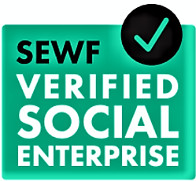 SEWF
VERIFIED
SOCIAL
ENTERPRISE